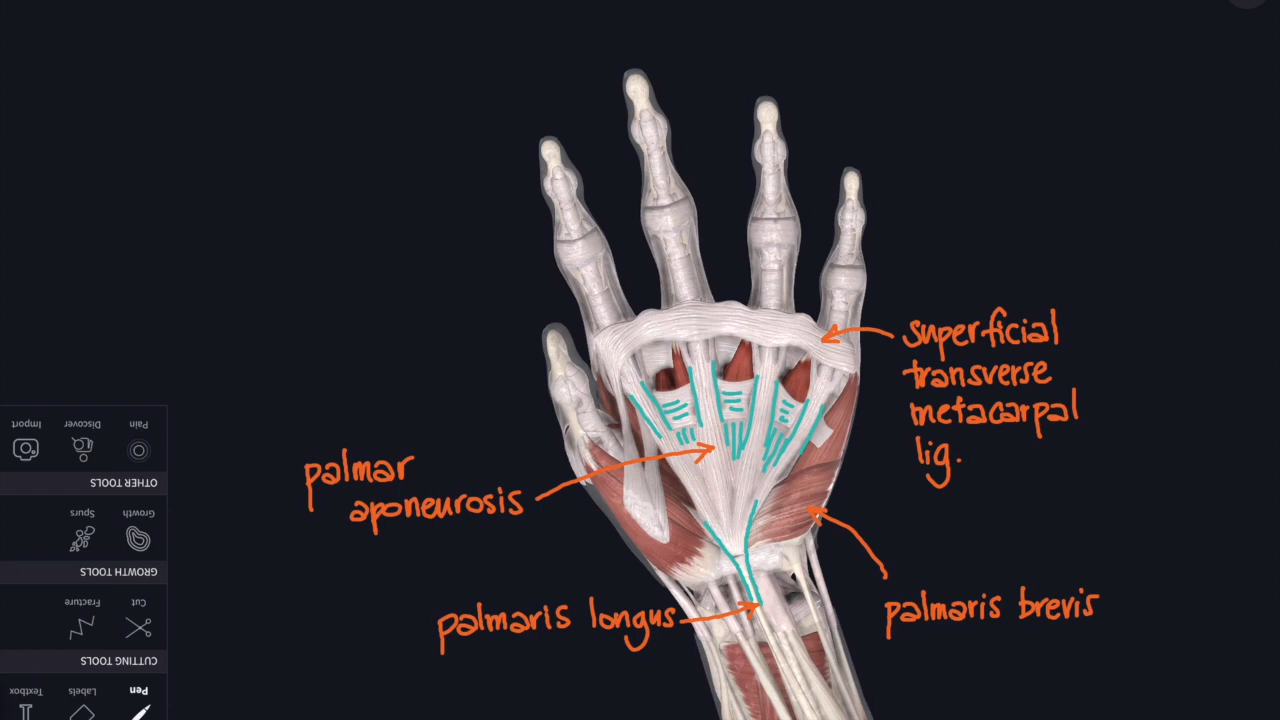 superficial
transverse
metacarpal
lig.
palmar
aponeurosis
palmaris longus
palmaris brevis
Import
Discover
Pain
OTHER TOOLS
Spurs
Growth
GROWTH TOOLS
Fracture
Cut
CUTTING TOOLS
Textbox
Labels
Pen